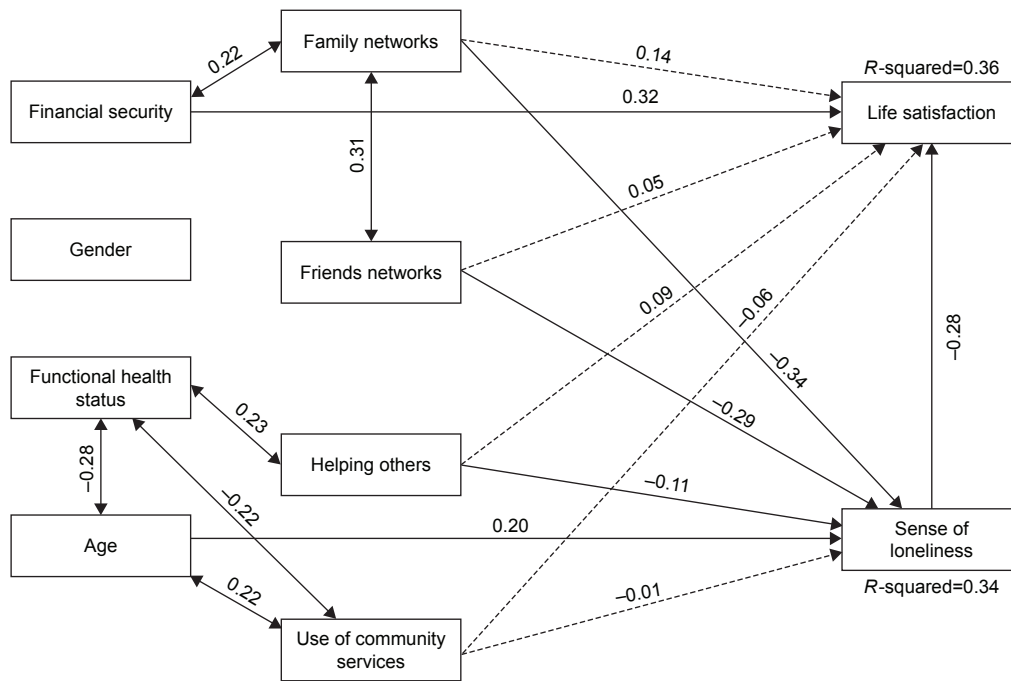 Family networks
0.22
0.14
R-squared=0.36
Financial security
0.32
Life satisfaction
0.31
0.05
Gender
Friends networks
0.09
–0.06
–0.28
–0.34
Functional health
status
0.23
–0.29
–0.28
Helping others
–0.22
–0.11
Age
0.20
Sense of
loneliness
0.22
–0.01
R-squared=0.34
Use of community
services